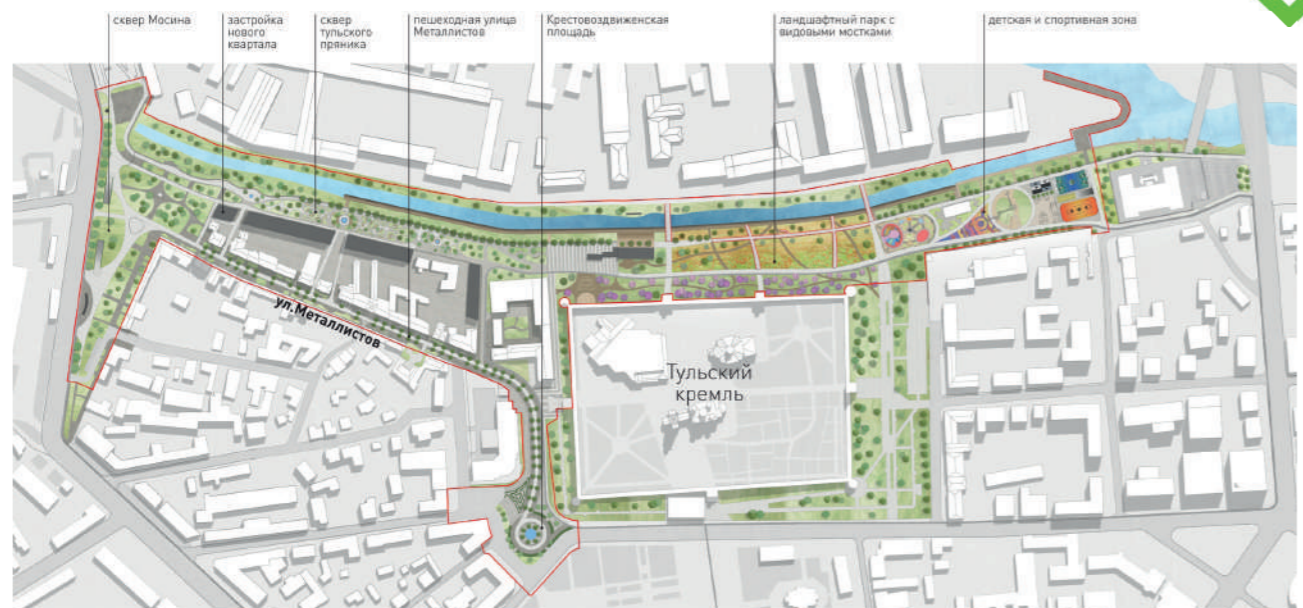 сквер Мосина
застройка
нового
квартала
сквер
тульского
пряника
пешеходная улица
Металлистов
Крестовоздвиженская
площадь
ландшафтный парк с
видовыми мостками
детская и спортивная зона
ул.Металлистов
Тульский
кремль